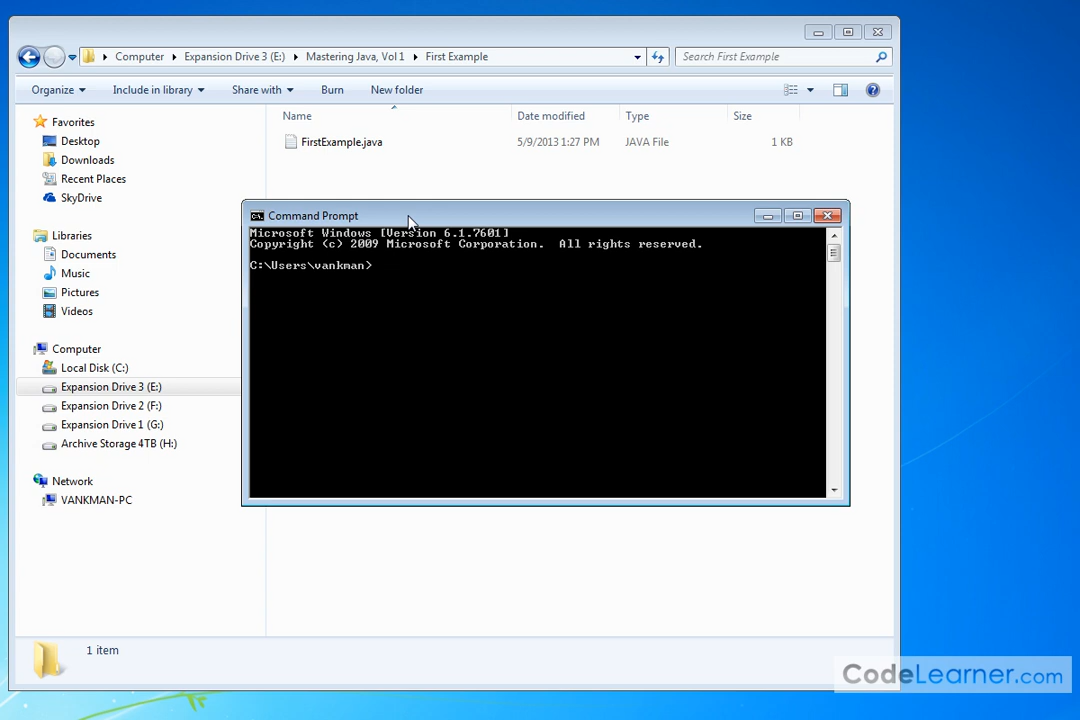 Computer Expansion Drive 3 (E:) Mastering Java, Vol 1 First Example Search First Example
Organize Include in library Share with Burn New folder
Name Date modified Type Size
FirstExample.java 5/9/2013 1:27 PM JAVA File 1 KB
Favorites
Desktop
Downloads
Recent Places
SkyDrive
Libraries
Documents
Music
Pictures
Videos
Computer
Local Disk (C:)
Expansion Drive 3 (E:)
Expansion Drive 2 (F:)
Expansion Drive 1 (G:)
Archive Storage 4TB (H:)
Network
VANKMAN-PC
C:\. Command Prompt
Microsoft Windows [Version 6.1.7601]
Copyright (c) 2009 Microsoft Corporation. All rights reserved.
C:\Users\vankman>
1 item
CodeLearner.com